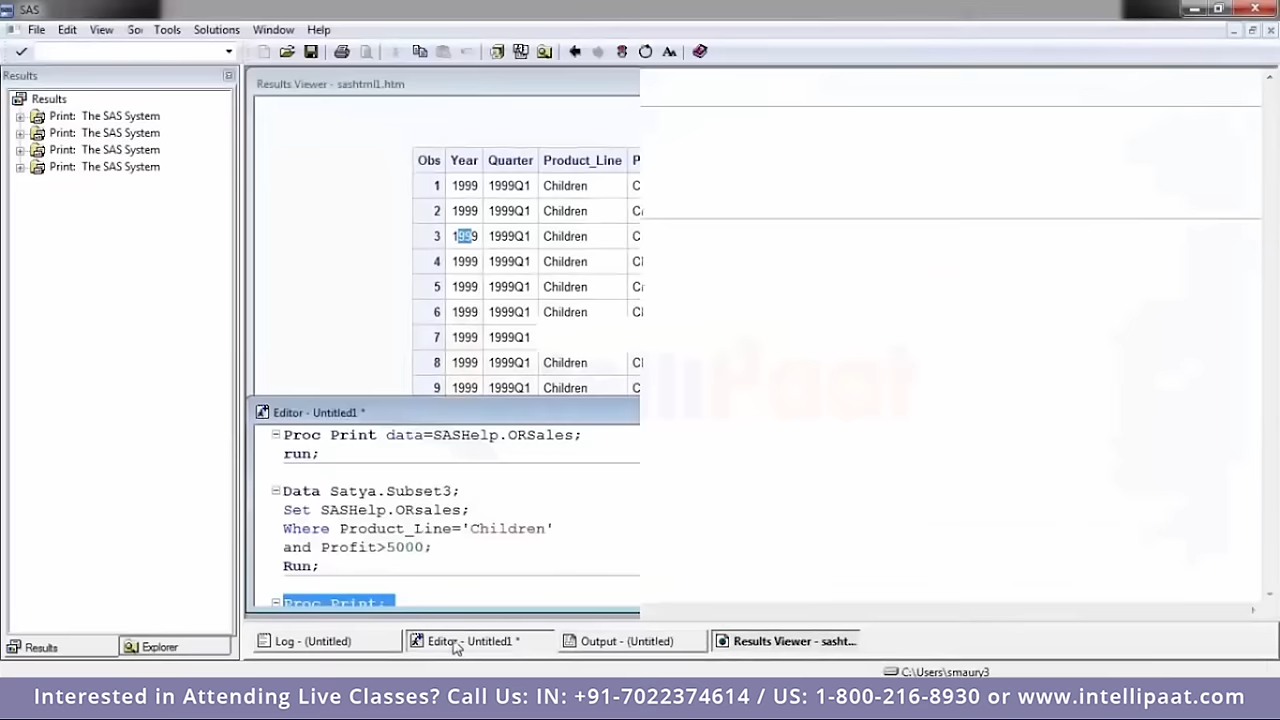 SAS
File Edit View So Tools Solutions Window Help
Results
Results Viewer - sashtml1.htm
Results
Print: The SAS System
Print: The SAS System
Print: The SAS System
Print: The SAS System
Obs Year Quarter Product_Line P
1 1999 1999Q1 Children C
2 1999 1999Q1 Children C
3 1999 1999Q1 Children C
4 1999 1999Q1 Children C
5 1999 1999Q1 Children C
6 1999 1999Q1 Children C
7 1999 1999Q1
8 1999 1999Q1 Children C
9 1999 1999Q1 Children C
Editor - Untitled1 *
Proc Print data=SASHelp.ORSales;
run;
Data Satya.Subset3;
Set SASHelp.ORsales;
Where Product_Line='Children'
and Profit>5000;
Run;
Proc Print;
Results Explorer
Log - (Untitled) Editor - Untitled1 * Output - (Untitled) Results Viewer - sasht...
C:\Users\smaury3
Interested in Attending Live Classes? Call Us: IN: +91-7022374614 / US: 1-800-216-8930 or www.intellipaat.com